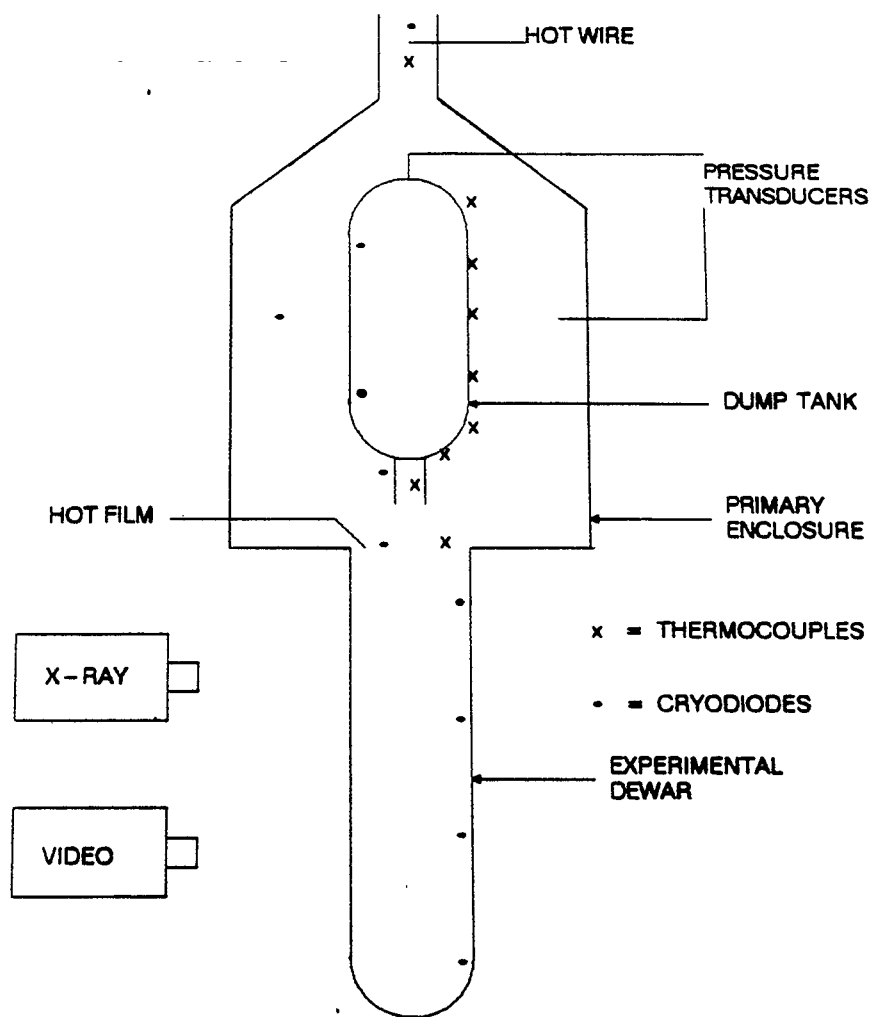 HOT WIRE
PRESSURE
TRANSDUCERS
DUMP TANK
HOT FILM
PRIMARY
ENCLOSURE
x = THERMOCOUPLES
X-RAY
• = CRYODIODES
EXPERIMENTAL
DEWAR
VIDEO